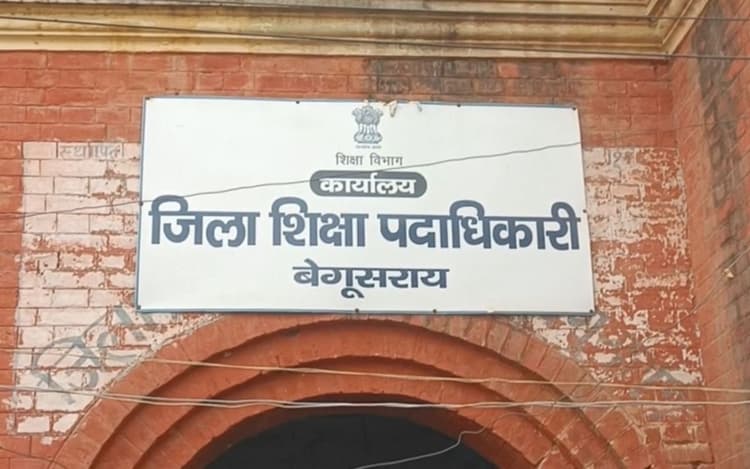 शिक्षा विभाग
कार्यालय
जिला शिक्षा पदाधिकारी
बेगूसराय